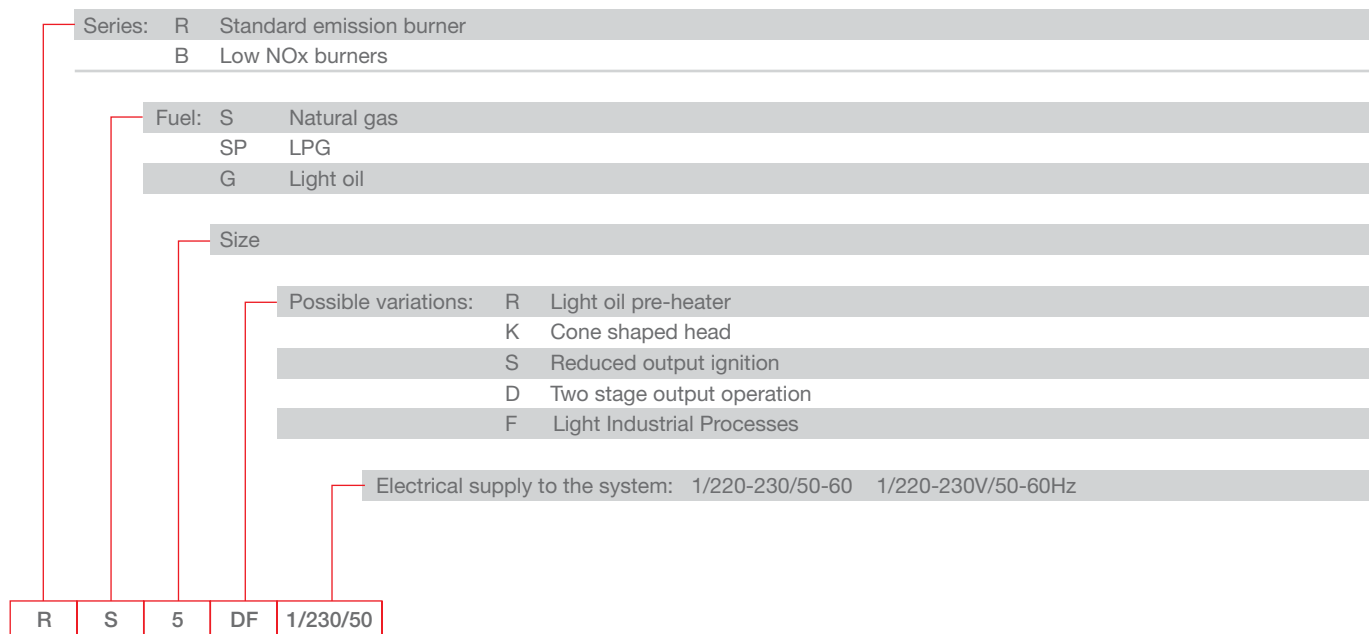 Series: R Standard emission burner
B Low NOx burners
Fuel: S Natural gas
SP LPG
G Light oil
Size
Possible variations: R Light oil pre-heater
K Cone shaped head
S Reduced output ignition
D Two stage output operation
F Light Industrial Processes
Electrical supply to the system: 1/220-230/50-60 1/220-230V/50-60Hz
R S 5 DF 1/230/50